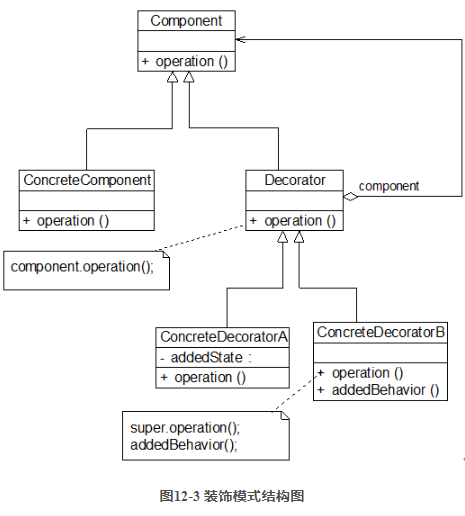 Component
+ operation ()
ConcreteComponent
+ operation ()
Decorator
+ operation ()
component
component.operation();
ConcreteDecoratorA
- addedState :
+ operation ()
ConcreteDecoratorB
+ operation ()
+ addedBehavior ()
super.operation();
addedBehavior();
图12-3 装饰模式结构图